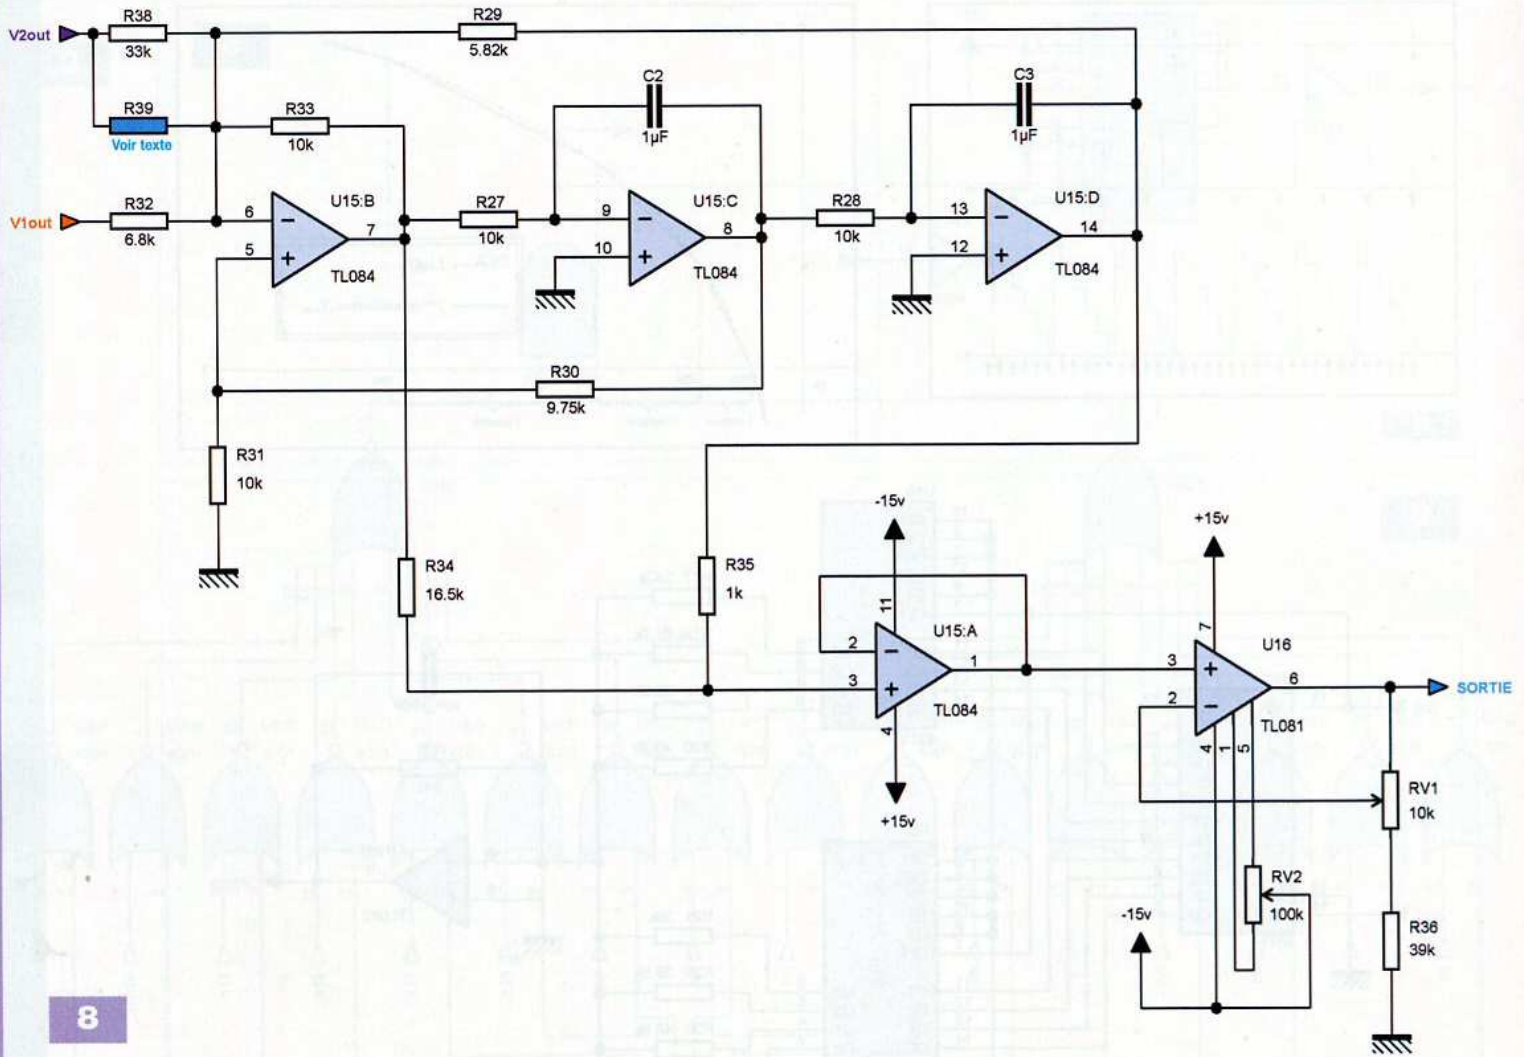 R38
V2out
33k
R29
5.82k
R39
Voir texte
R33
10k
C2
1µF
C3
1µF
V1out
R32
6.8k
6
5
U15:B
7
TL084
R27
10k
9
10
U15:C
8
TL084
R28
10k
13
12
U15:D
14
TL084
R30
9.75k
R31
10k
R34
16.5k
R35
1k
-15v
11
2
3
U15:A
1
TL084
4
+15v
+15v
7
3
2
U16
6
TL081
4
1
5
SORTIE
RV1
10k
RV2
100k
-15v
R36
39k
8